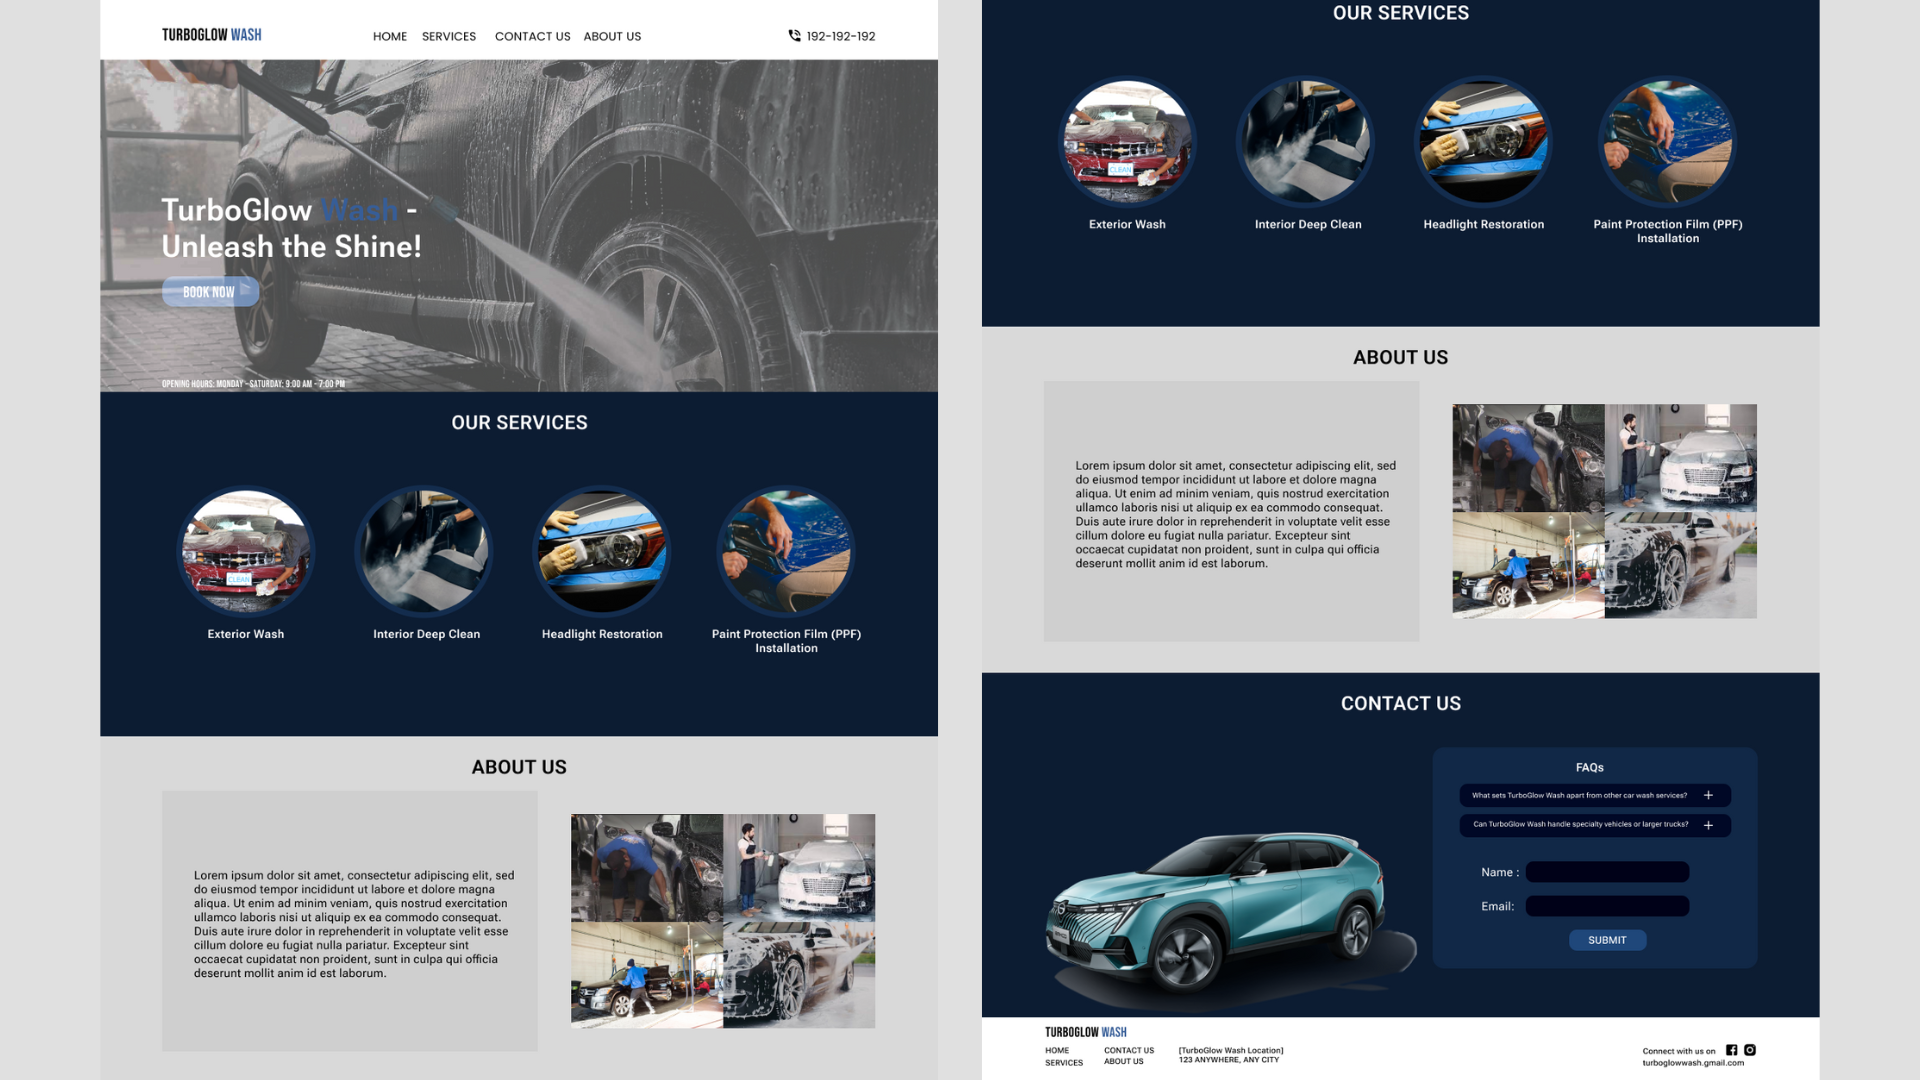 TURBOGLOW WASH
HOME SERVICES CONTACT US ABOUT US
192-192-192
TurboGlow Wash -
Unleash the Shine!
BOOK NOW
OPENING HOURS: MONDAY -SATURDAY: 9:00 AM - 7:00 PM
OUR SERVICES
CLEAN
Exterior Wash
Interior Deep Clean
Headlight Restoration
Paint Protection Film (PPF)
Installation
ABOUT US
Lorem ipsum dolor sit amet, consectetur adipiscing elit, sed
do eiusmod tempor incididunt ut labore et dolore magna
aliqua. Ut enim ad minim veniam, quis nostrud exercitation
ullamco laboris nisi ut aliquip ex ea commodo consequat.
Duis aute irure dolor in reprehenderit in voluptate velit esse
cillum dolore eu fugiat nulla pariatur. Excepteur sint
occaecat cupidatat non proident, sunt in culpa qui officia
deserunt mollit anim id est laborum.
OUR SERVICES
CLEAN
Exterior Wash
Interior Deep Clean
Headlight Restoration
Paint Protection Film (PPF)
Installation
ABOUT US
Lorem ipsum dolor sit amet, consectetur adipiscing elit, sed
do eiusmod tempor incididunt ut labore et dolore magna
aliqua. Ut enim ad minim veniam, quis nostrud exercitation
ullamco laboris nisi ut aliquip ex ea commodo consequat.
Duis aute irure dolor in reprehenderit in voluptate velit esse
cillum dolore eu fugiat nulla pariatur. Excepteur sint
occaecat cupidatat non proident, sunt in culpa qui officia
deserunt mollit anim id est laborum.
CONTACT US
FAQs
What sets TurboGlow Wash apart from other car wash services? +
Can TurboGlow Wash handle specialty vehicles or larger trucks? +
Name :
Email:
SUBMIT
TURBOGLOW WASH
HOME
SERVICES
CONTACT US
ABOUT US
[TurboGlow Wash Location]
123 ANYWHERE, ANY CITY
Connect with us on
turboglowwash.gmail.com